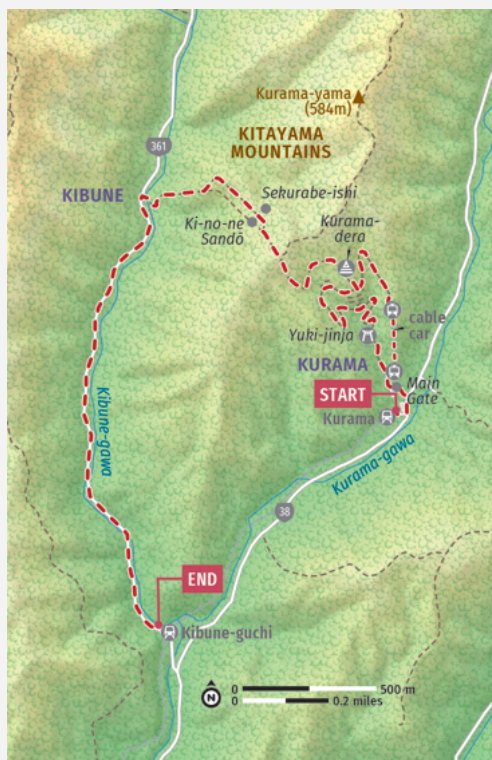 Kurama-yama
(584m)
KITAYAMA
MOUNTAINS
361
KIBUNE
Sekurabe-ishi
Ki-no-ne
Sandō
Kurama-
dera
cable
car
Yuki-jinja
KURAMA
Main
Gate
START
Kurama
Kibune-gawa
Kurama-gawa
38
END
Kibune-guchi
N
0 500 m
0 0.2 miles